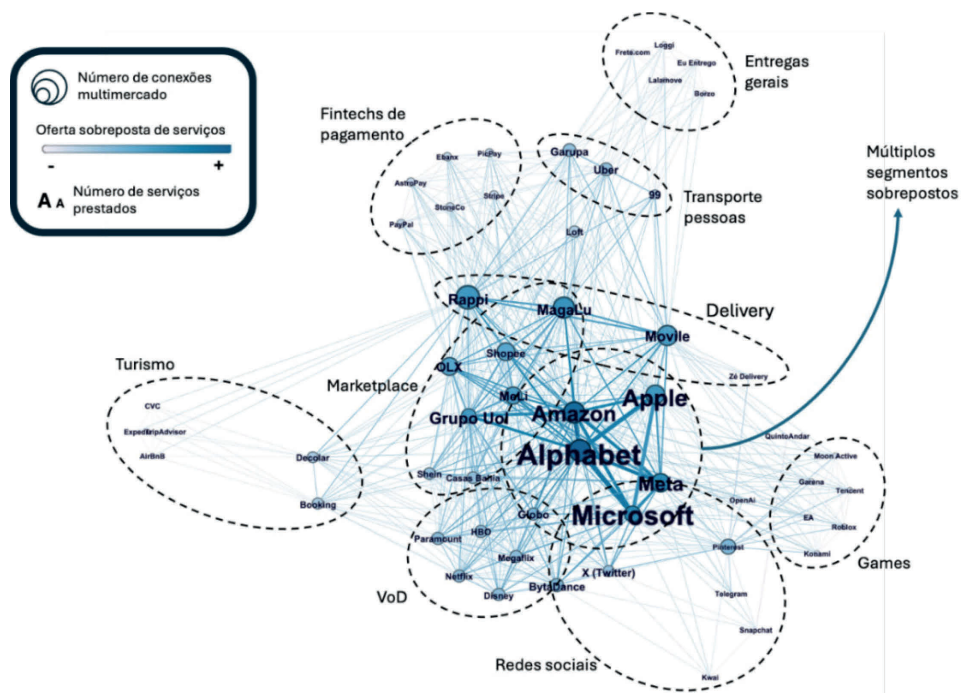 Número de conexões
multimercado
Oferta sobreposta de serviços
-
+
A A
Número de serviços
prestados
Fintechs de
pagamento
Entregas
gerais
Múltiplos
segmentos
sobrepostos
Transporte
pessoas
Delivery
Turismo
Marketplace
VoD
Redes sociais
Games
Loggi
Frete.com
Eu Entrego
Lalamove
Borzo
Ebanx
PicPay
AstroPay
Stripe
StoneCo
PayPal
Garupa
Uber
99
Loft
Rappi
MagaLu
Movile
Zé Delivery
Shopee
OLX
MeLi
Amazon
Apple
Grupo Uol
Alphabet
Meta
Microsoft
Shein
Casas Bahia
CVC
Expedia
TripAdvisor
AirBnB
Decolar
Booking
Globo
HBO
Paramount
Megaflix
Netflix
Disney
BytaDance
X (Twitter)
Pinterest
OpenAi
Telegram
Snapchat
Kwai
QuintoAndar
Moon Active
Garena
Tencent
EA
Roblox
Konami